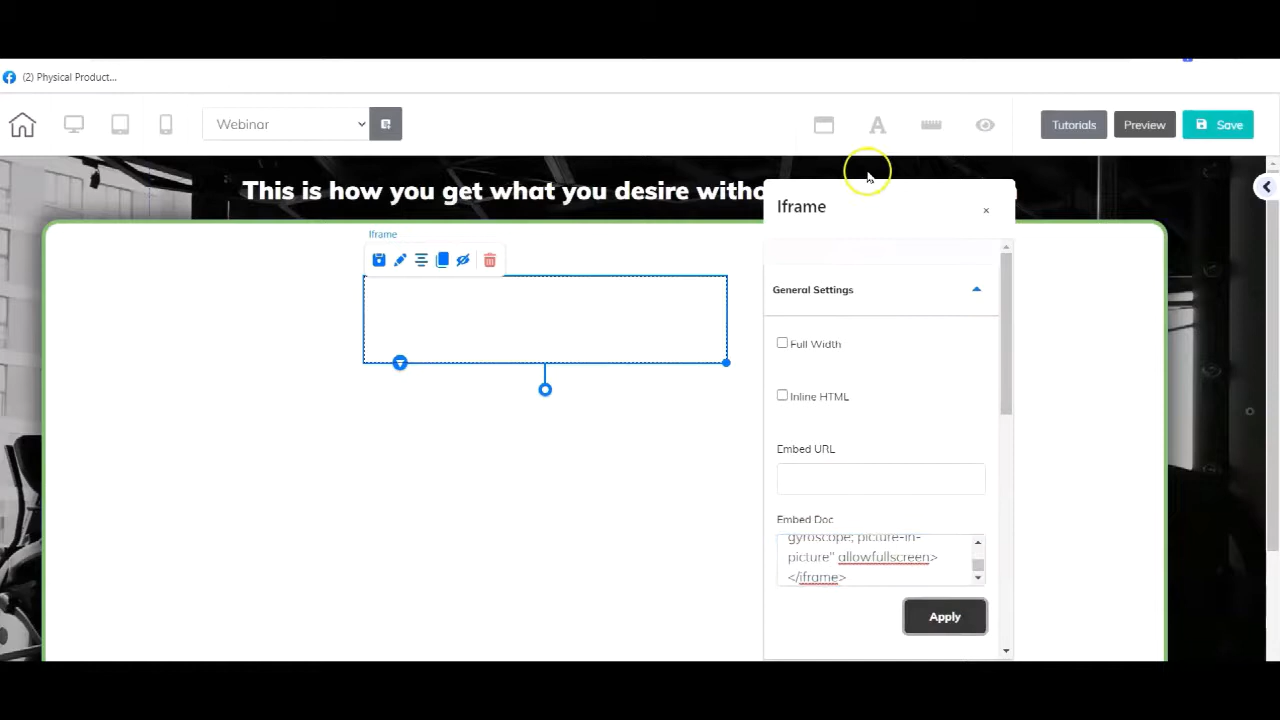 (2) Physical Product...
Webinar
Tutorials
Preview
Save
This is how you get what you desire witho
Iframe
Iframe
×
General Settings
Full Width
Inline HTML
Embed URL
Embed Doc
gyroscope; picture-in-
picture" allowfullscreen>
</iframe>
Apply